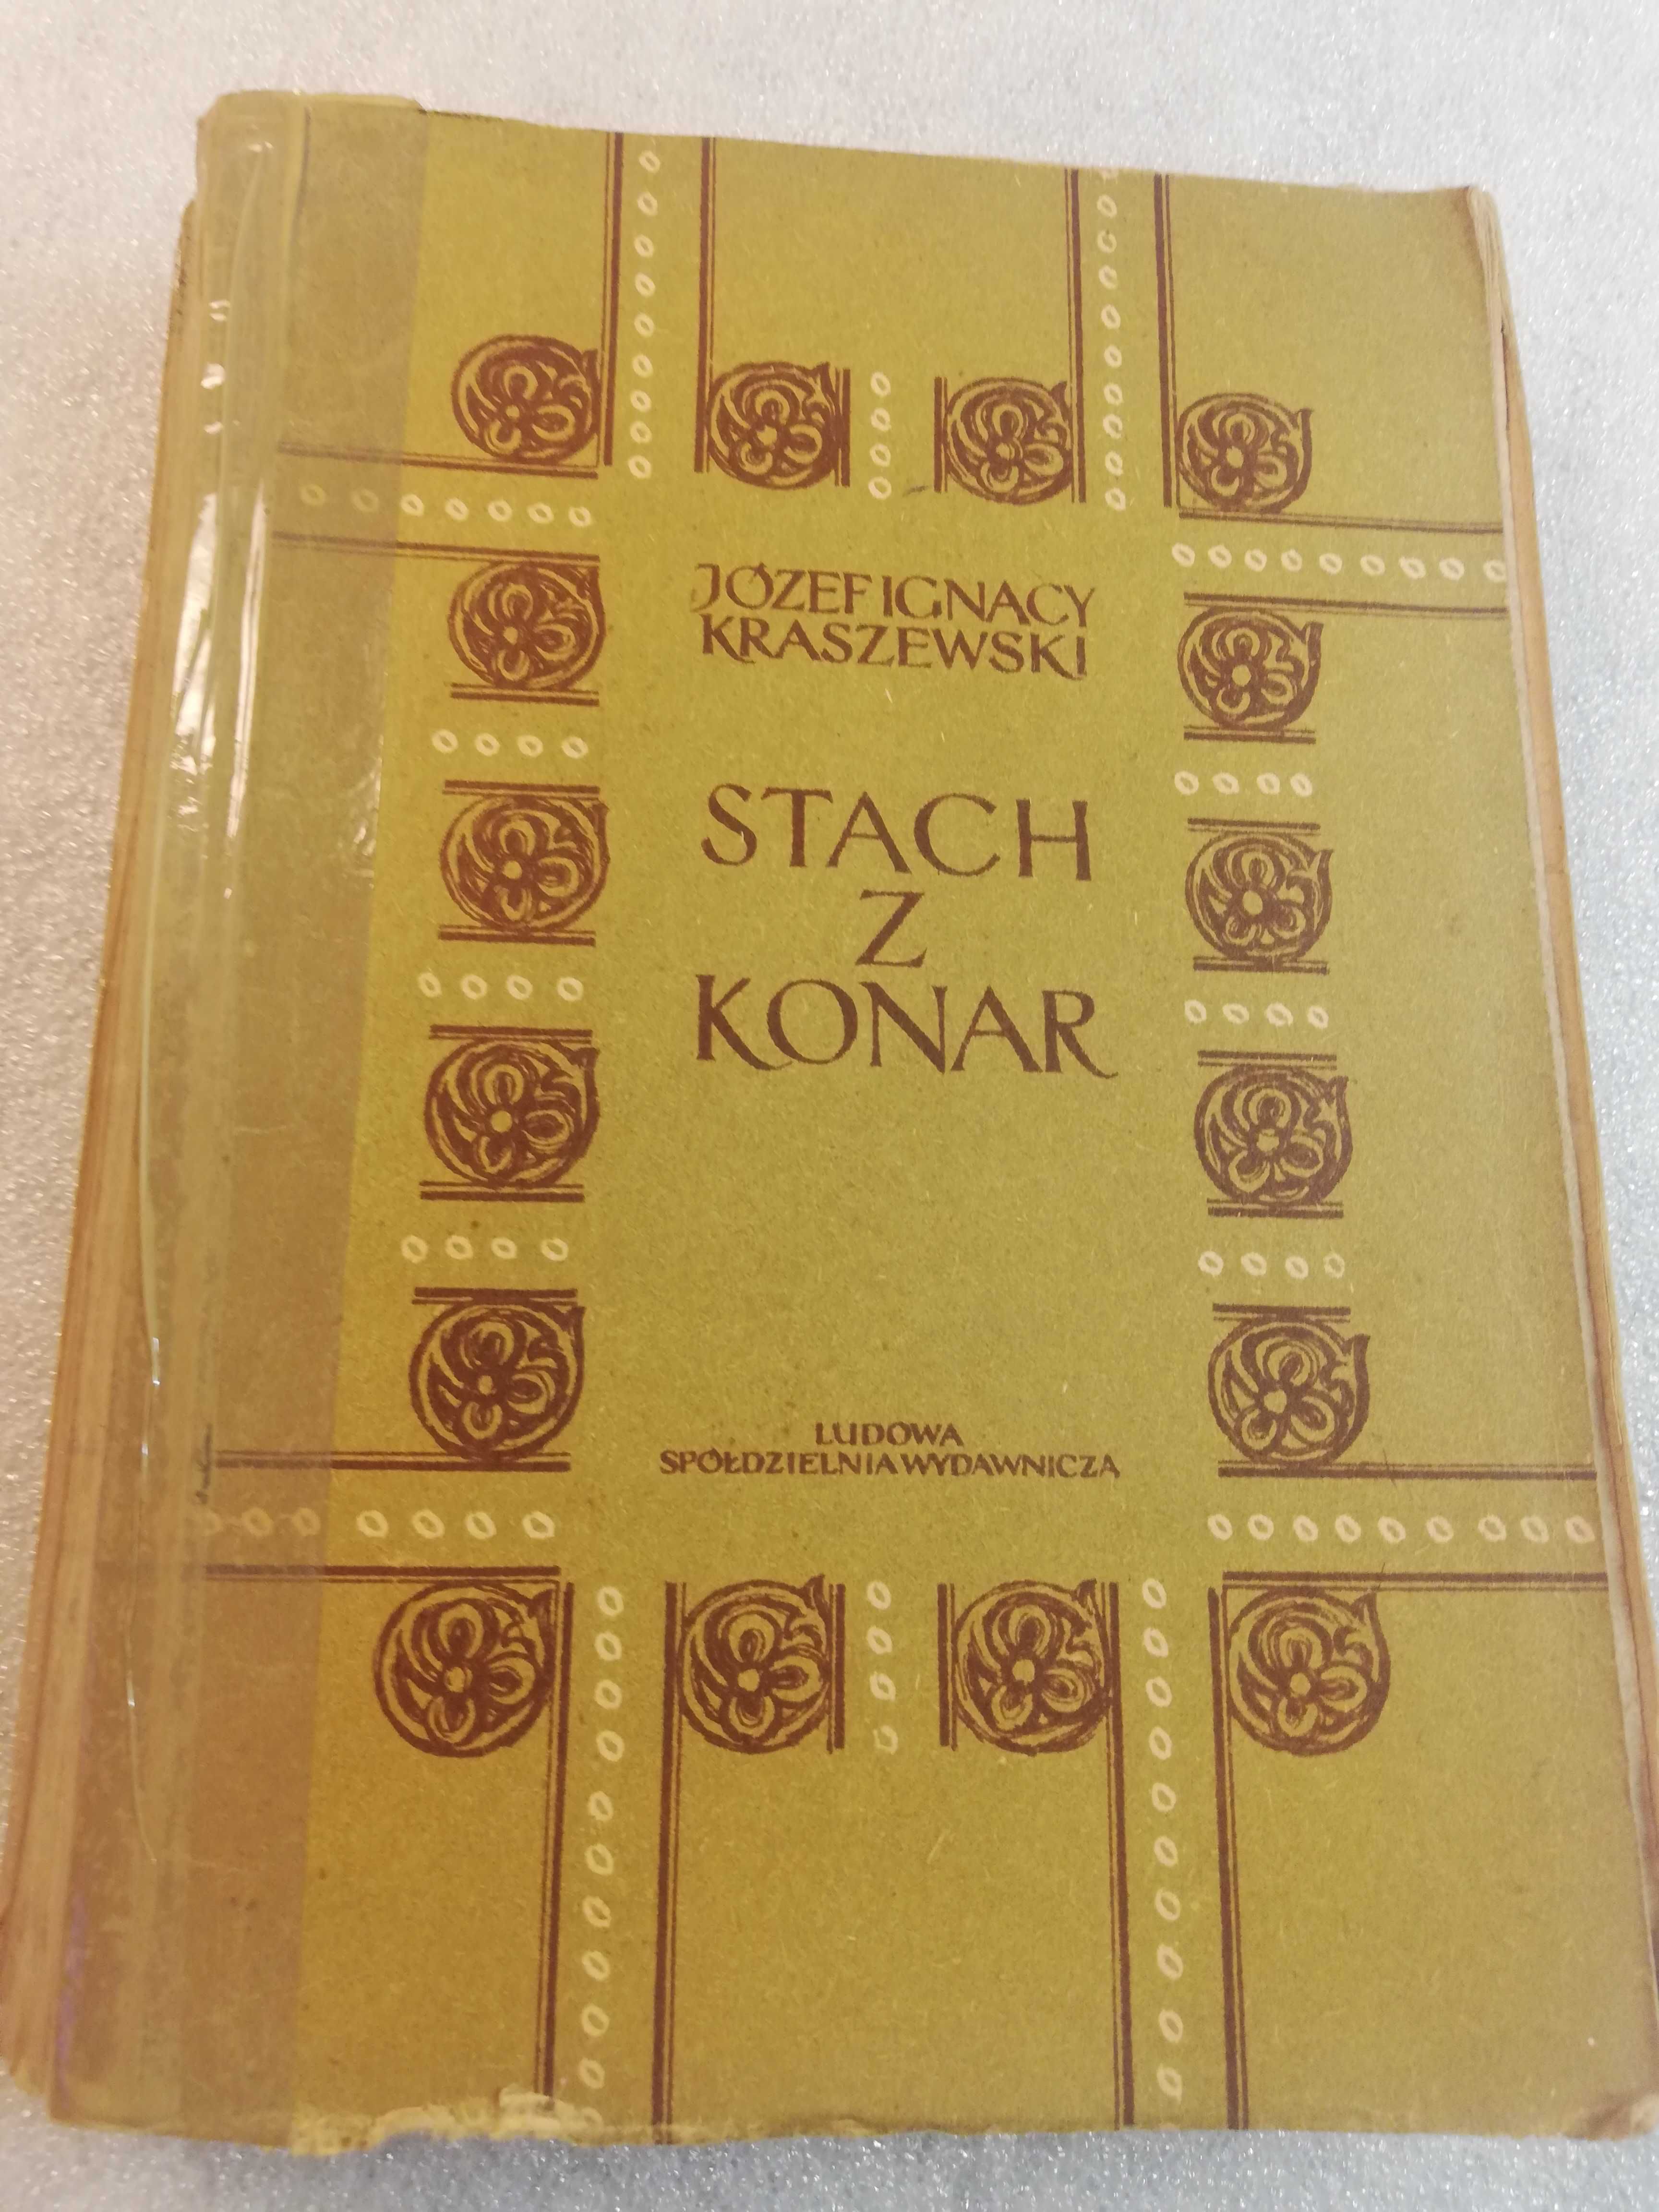 JÓZEF IGNACY
KRASZEWSKI
STACH
Z
KONAR
LUDOWA
SPÓŁDZIELNIA WYDAWNICZA